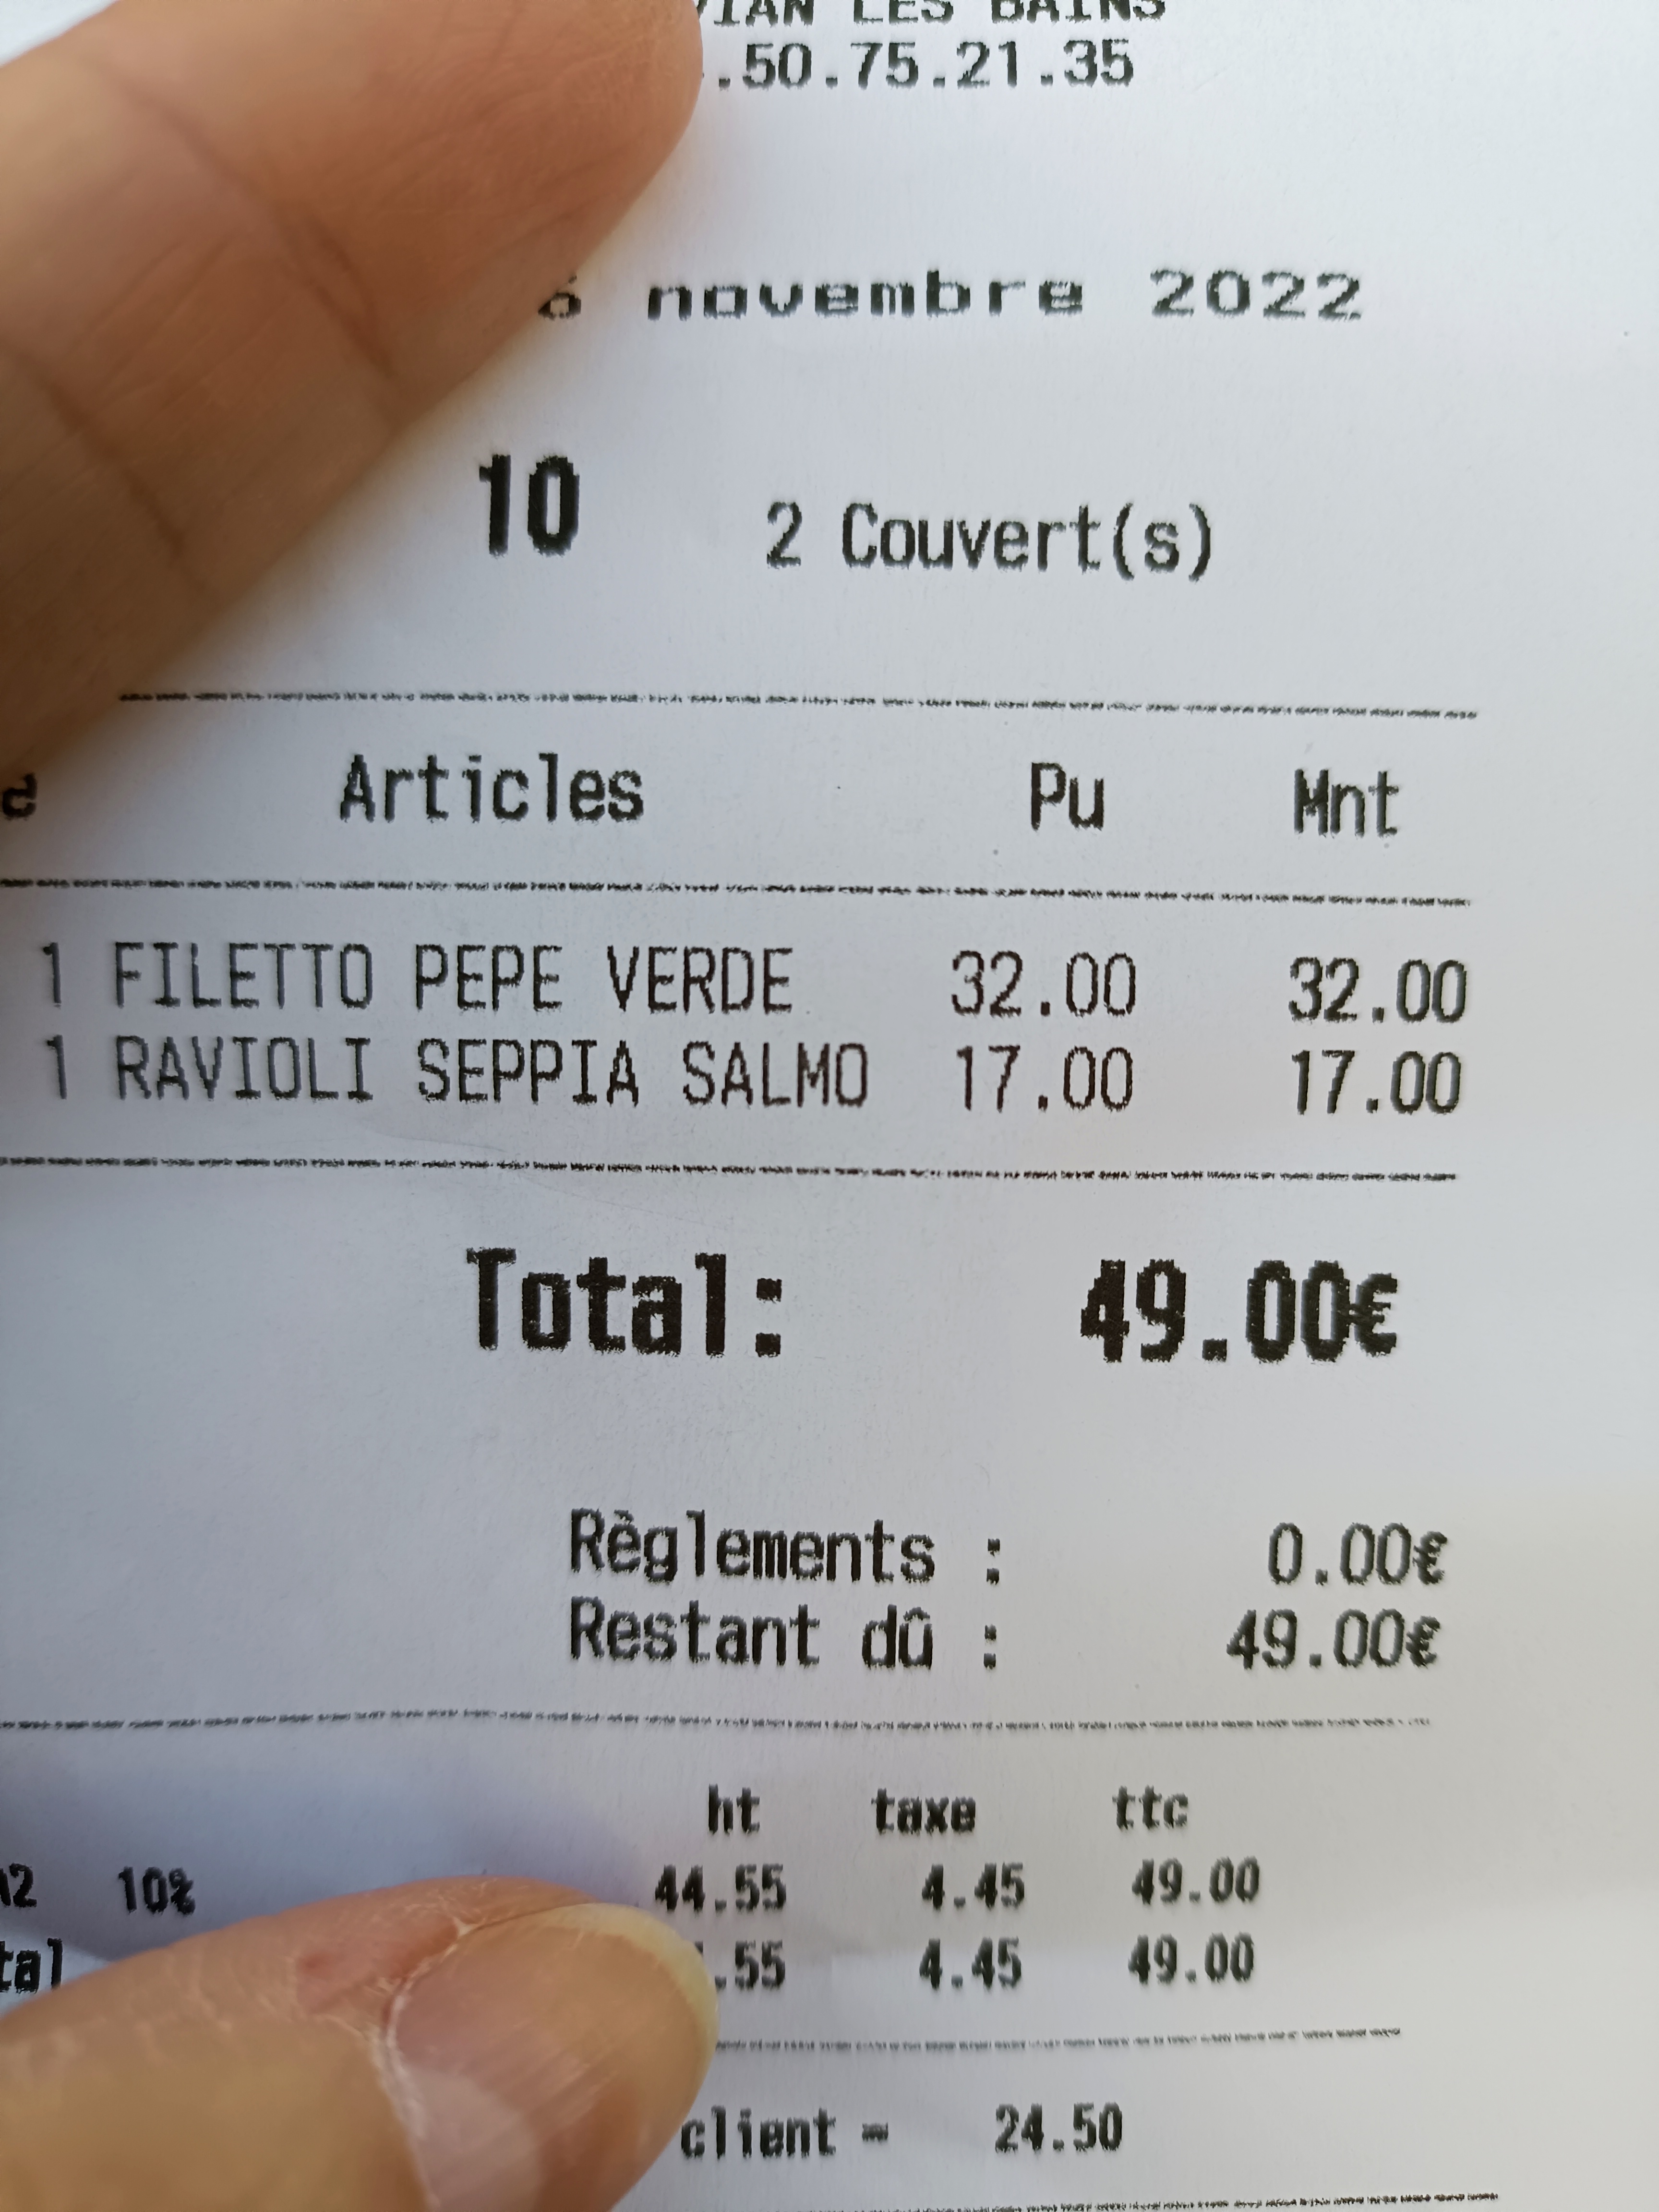 LES BAINS
.50.75.21.35
novembre 2022
10 2 Couvert(s)
Articles Pu Mnt
1 FILETTO PEPE VERDE 32.00 32.00
1 RAVIOLI SEPPIA SALMO 17.00 17.00
Total: 49.00€
Règlements : 0.00€
Restant dû : 49.00€
ht taxe ttc
10% 44.55 4.45 49.00
.55 4.45 49.00
client = 24.50